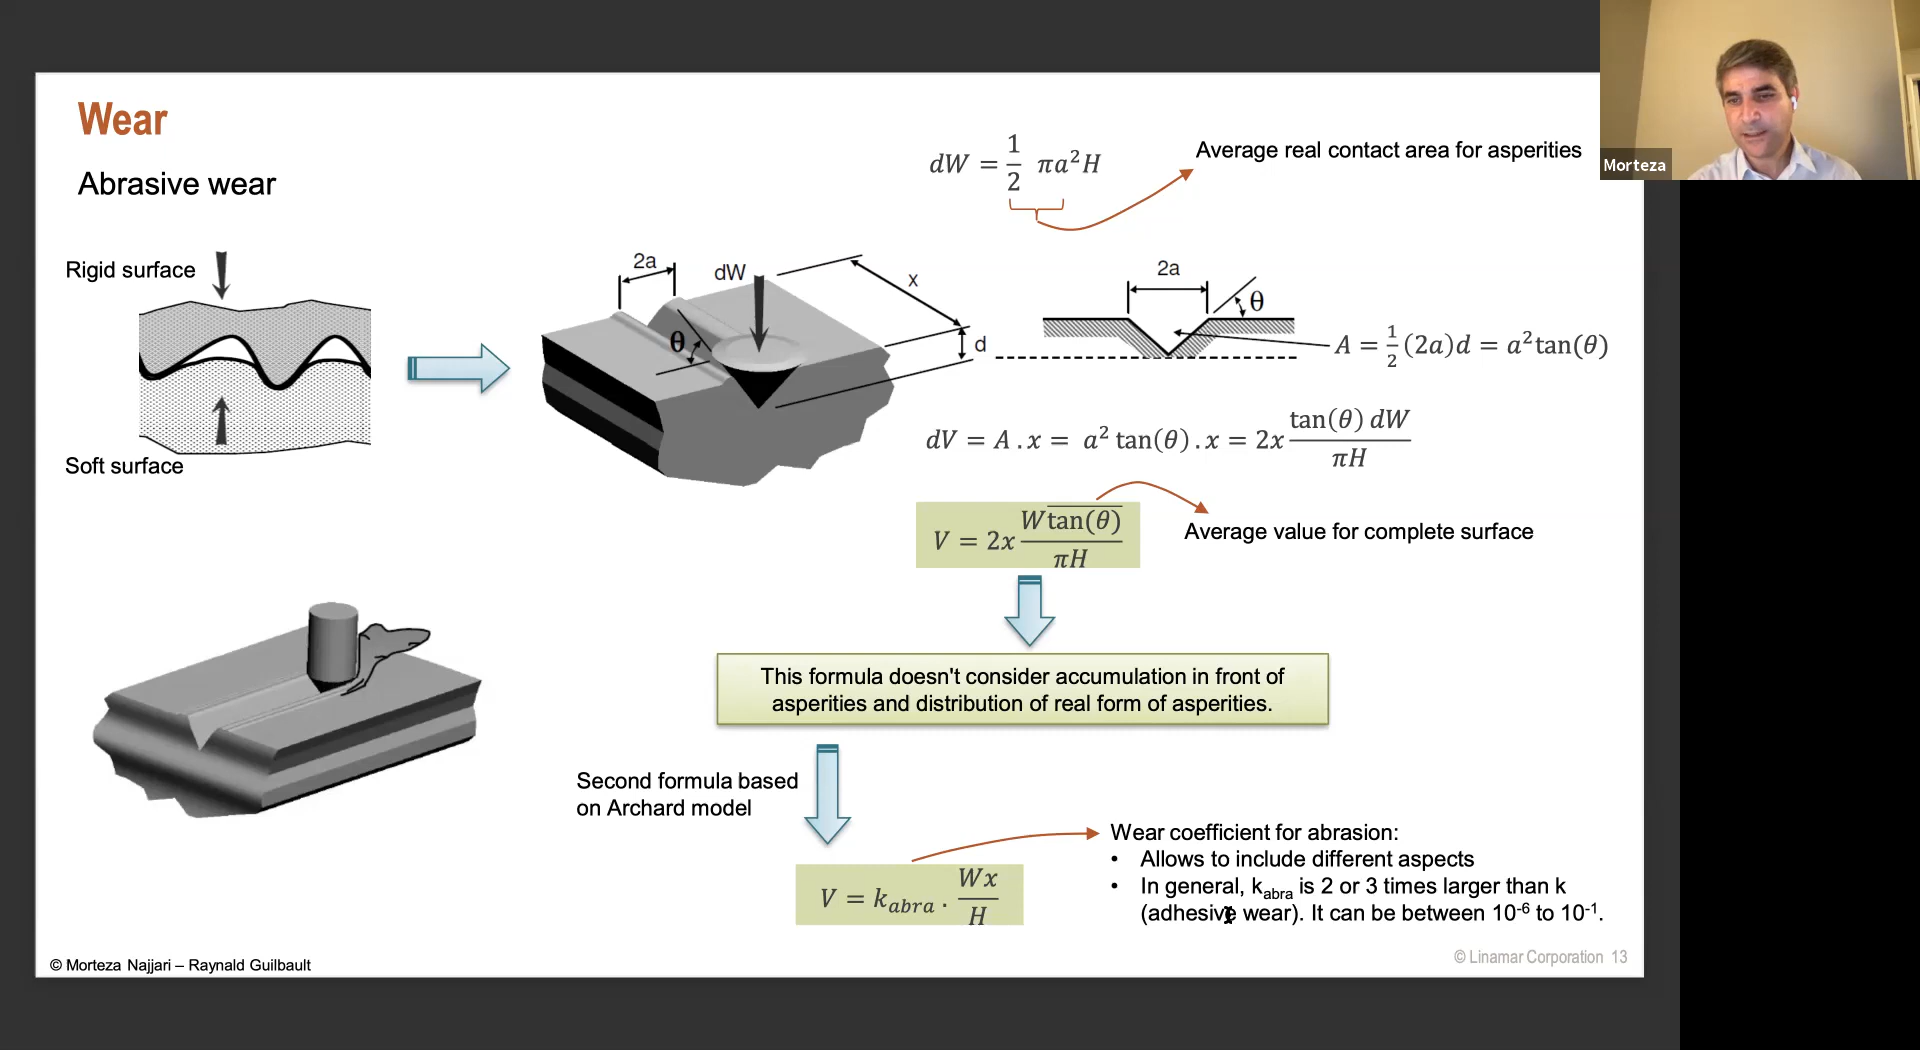 Wear
Abrasive wear
Morteza
dW = 1/2 πa²H
Average real contact area for asperities
Rigid surface
Soft surface
2a
dW
x
θ
d
2a
θ
A = 1/2 (2a)d = a²tan(θ)
dV = A . x = a² tan(θ) . x = 2x tan(θ) dW / πH
V = 2x W\overline{tan(θ)} / πH
Average value for complete surface
This formula doesn't consider accumulation in front of
asperities and distribution of real form of asperities.
Second formula based
on Archard model
V = k_abra . Wx / H
Wear coefficient for abrasion:
• Allows to include different aspects
• In general, k_abra is 2 or 3 times larger than k
(adhesive wear). It can be between 10⁻⁶ to 10⁻¹.
© Morteza Najjari – Raynald Guilbault
© Linamar Corporation 13